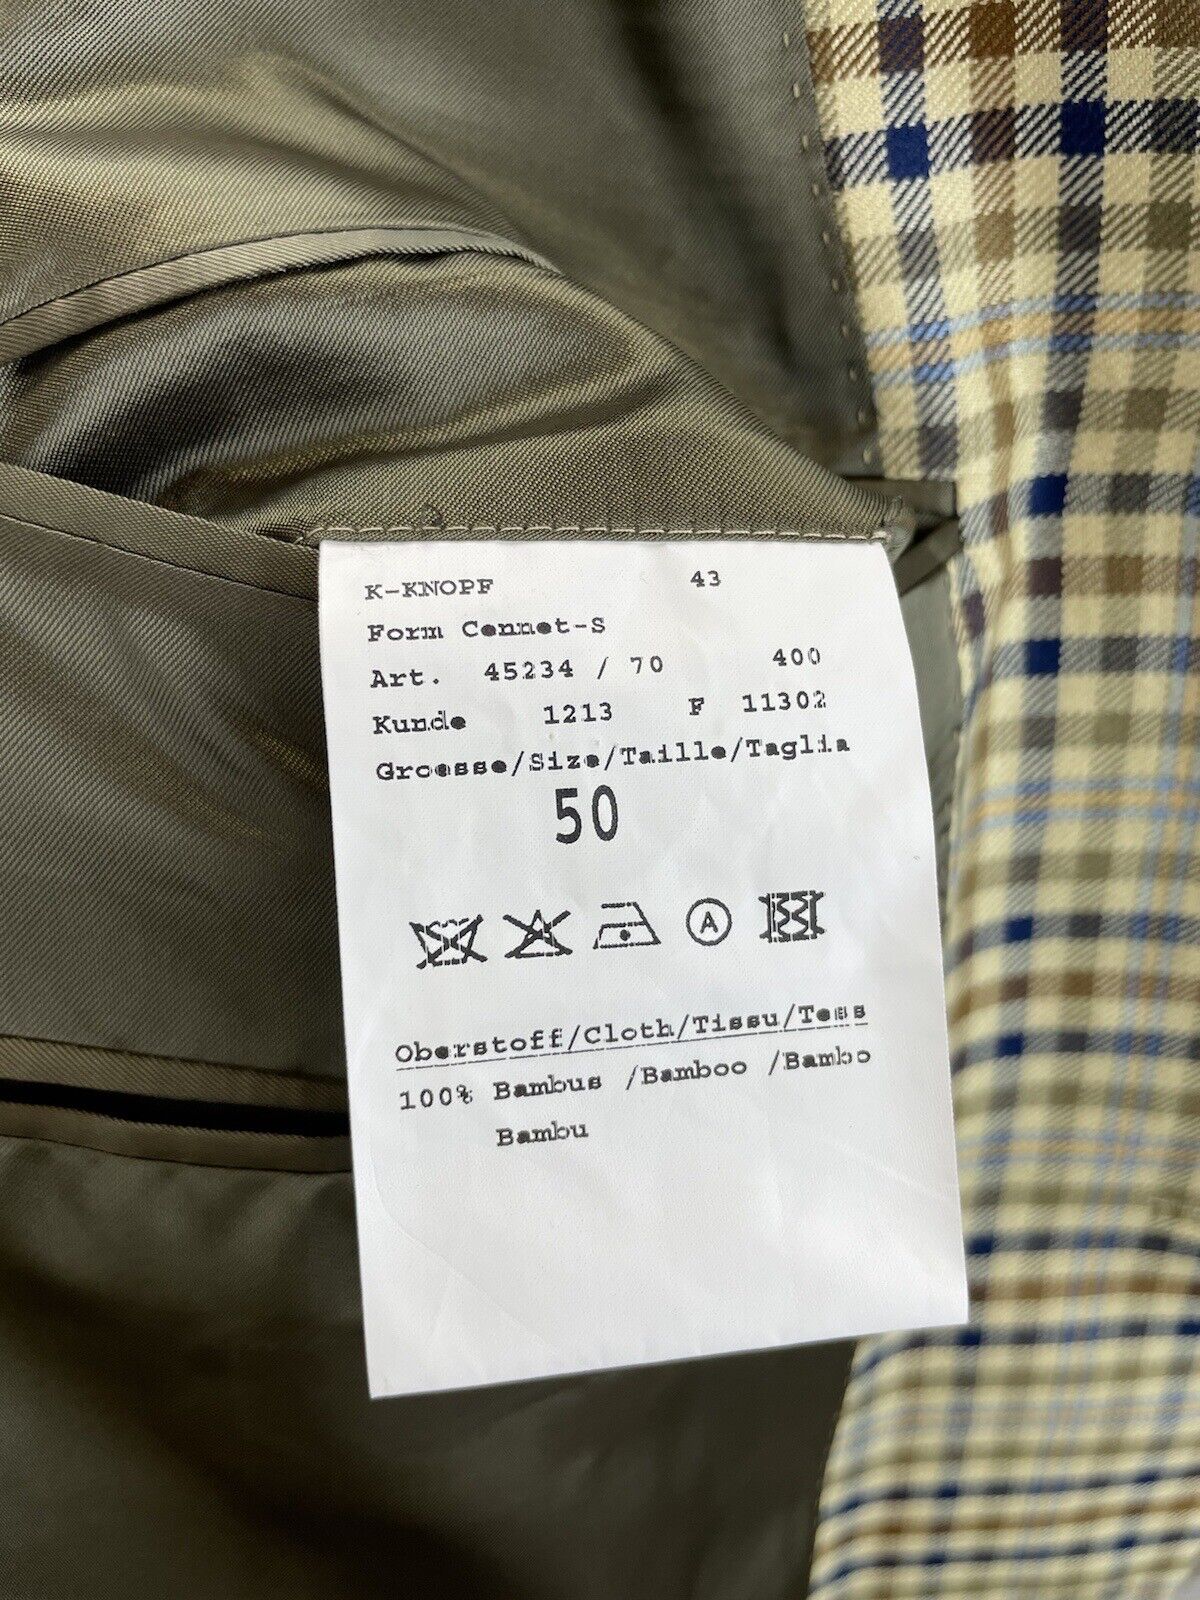 K-KNOPF 43
Form Cennet-S
Art. 45234 / 70 400
Kunde 1213 F 11302
Groesse/Size/Taille/Taglia
50
A
Oberstoff/Cloth/Tissu/Tess
100% Bambus /Bamboo /Bambo
Bambu